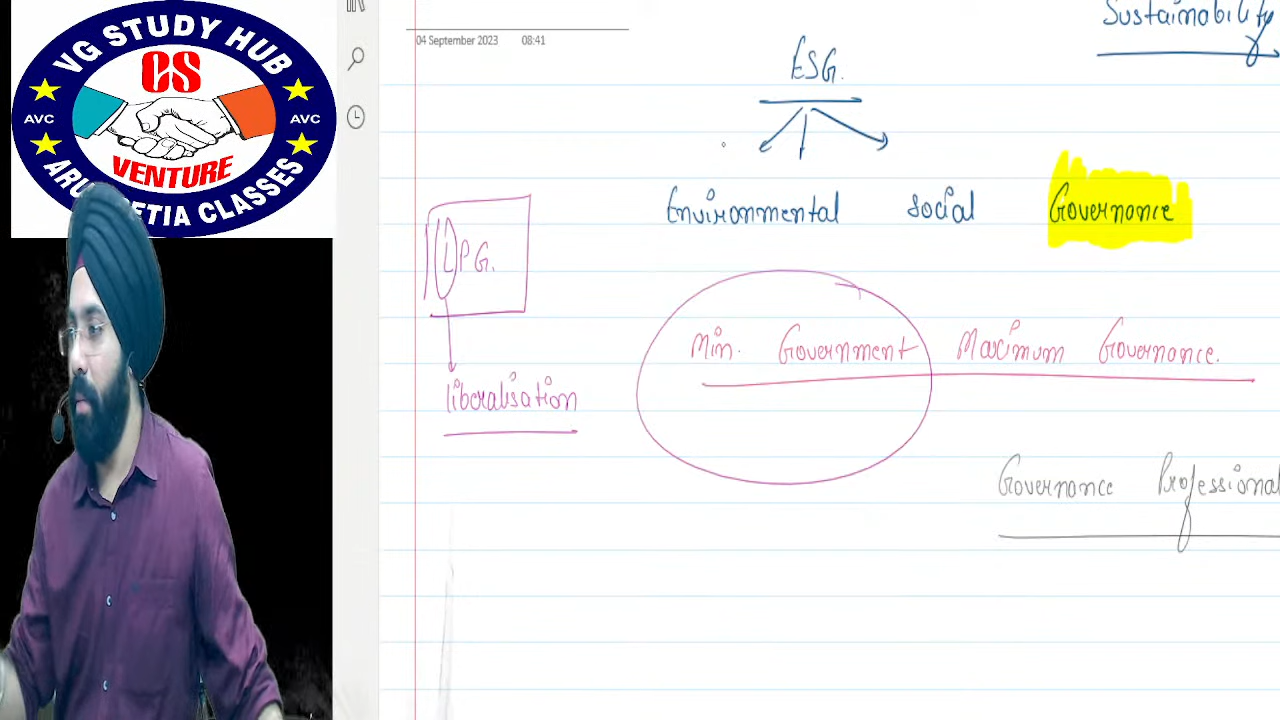 VG STUDY HUB
CS
AVC
AVC
VENTURE
CLASSES
04 September 2023 08:41
Sustainability
ESG.
Environmental Social Governance
LPG.
Min. Government Maximum Governance.
liberalisation
Governance Professional